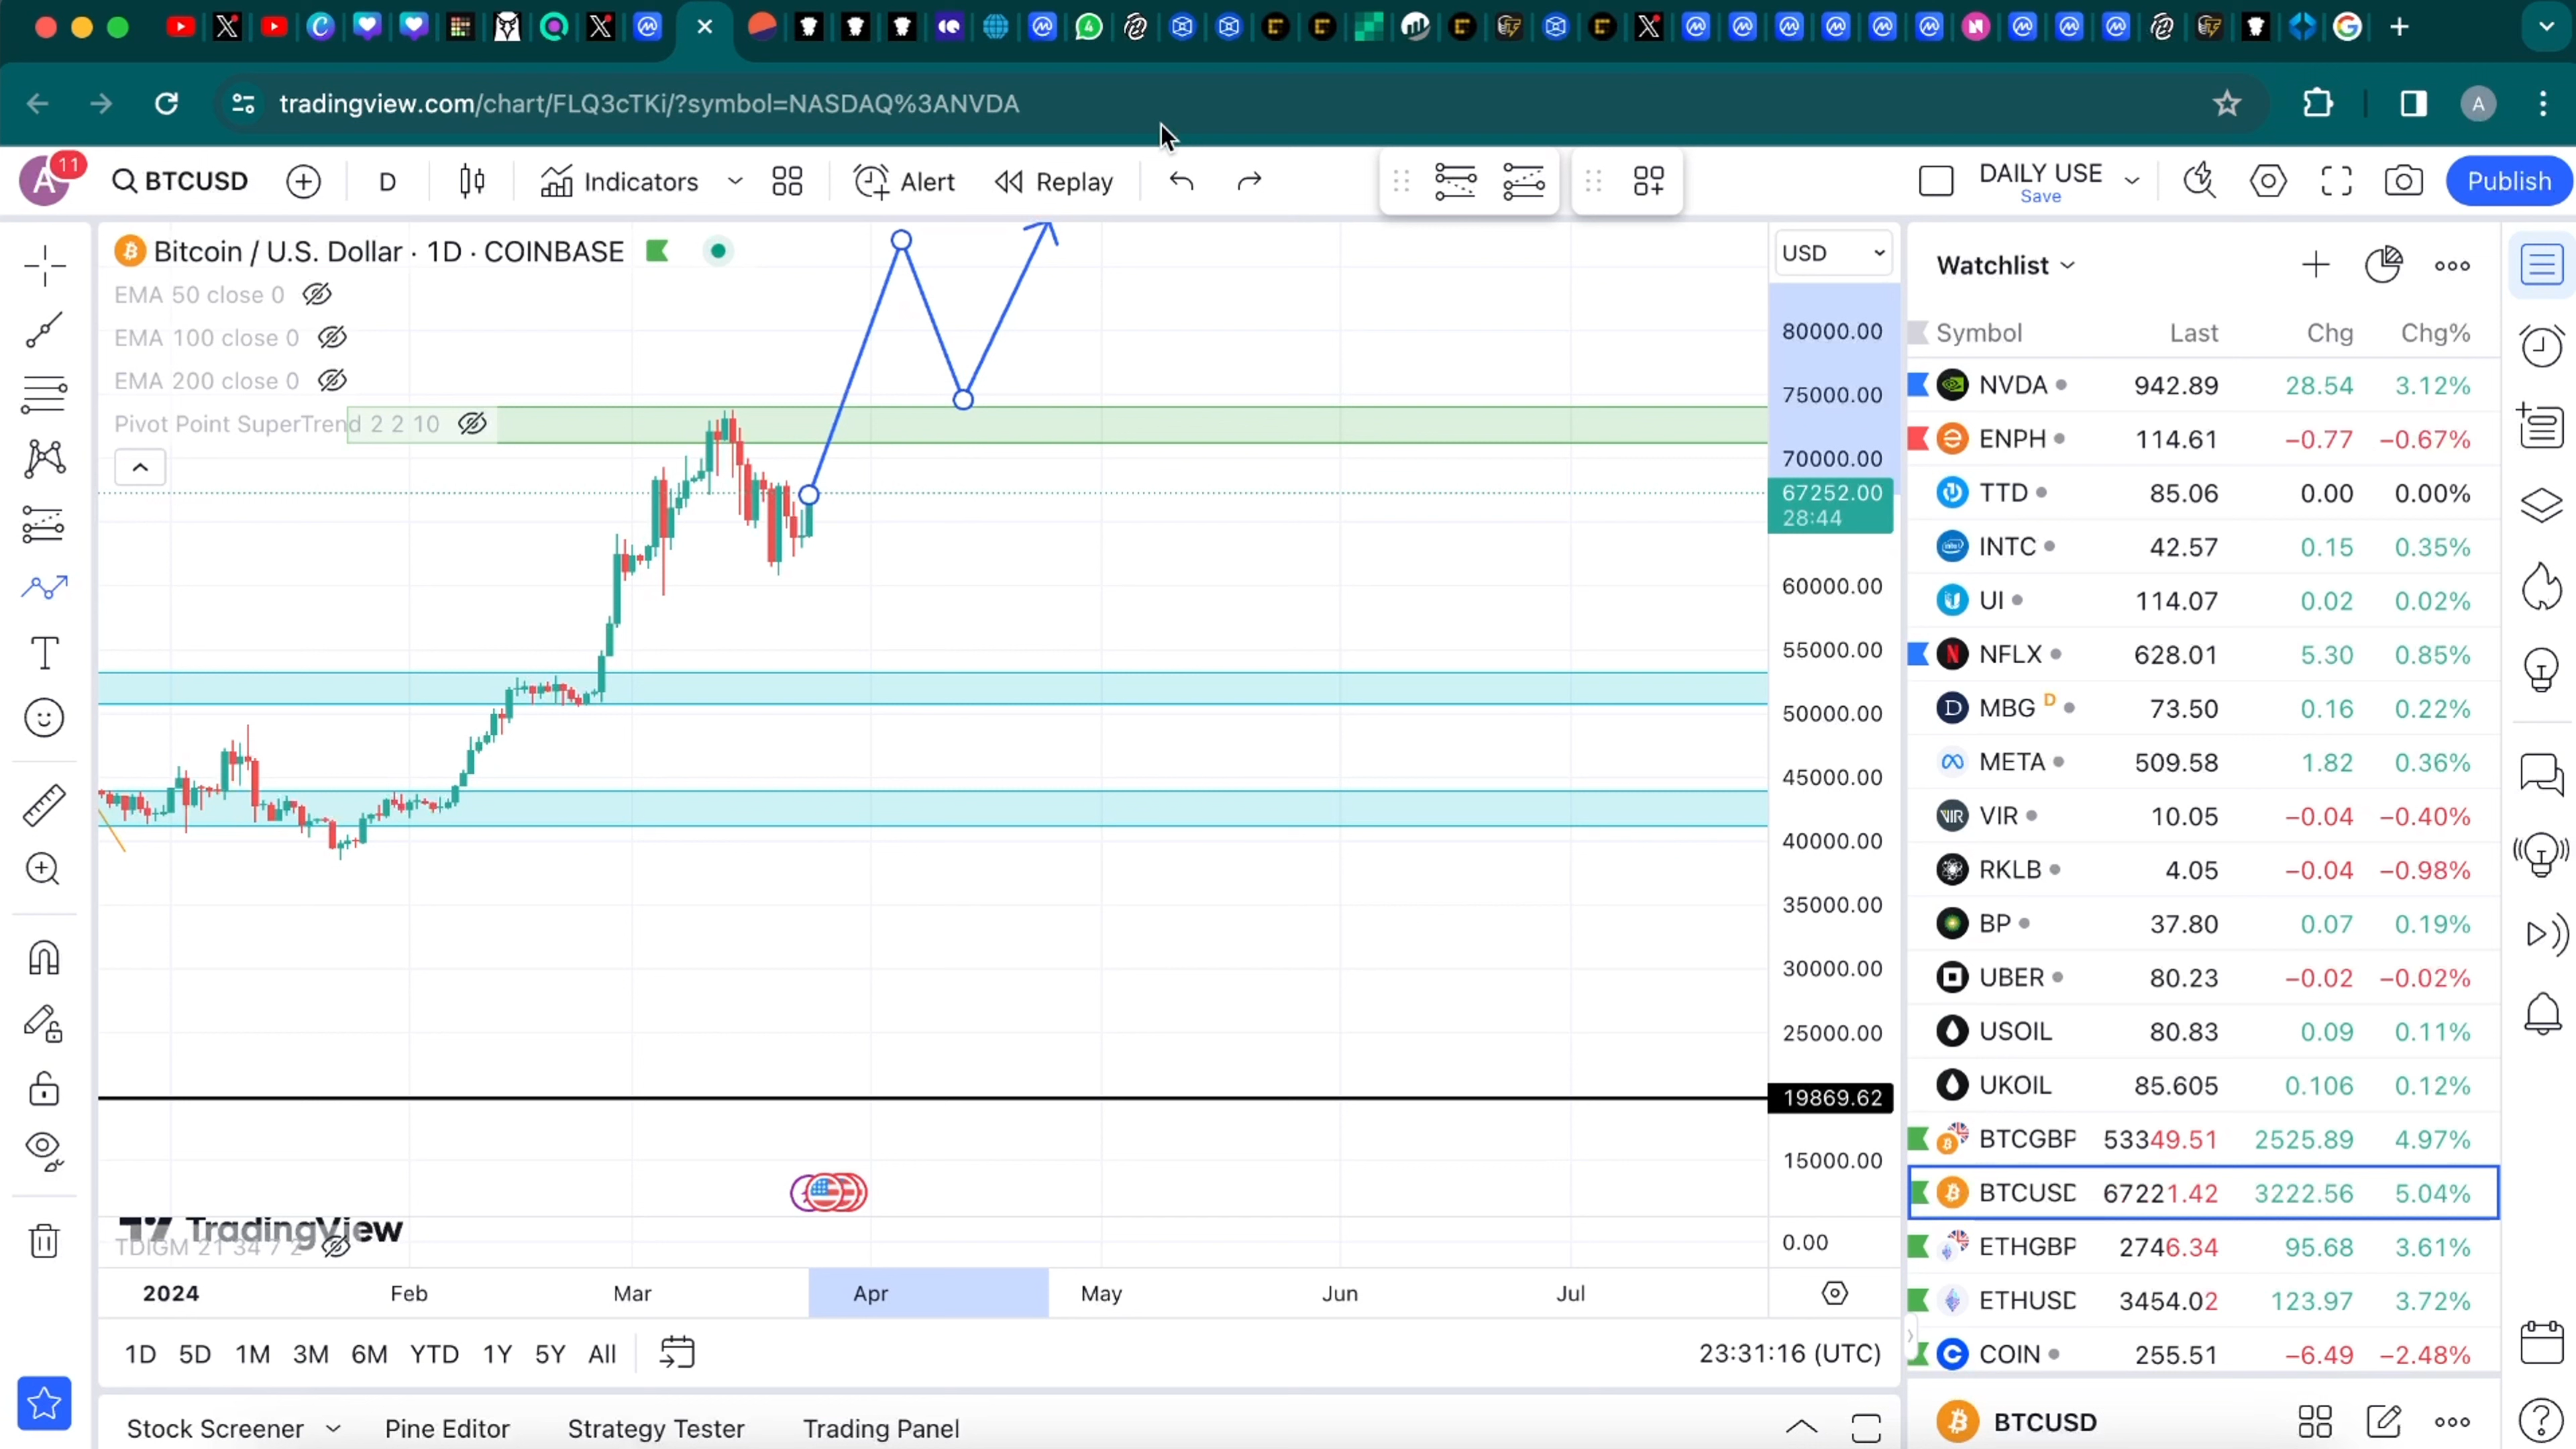 tradingview.com/chart/FLQ3cTKi/?symbol=NASDAQ%3ANVDA
A
A
11
BTCUSD
D
Indicators
Alert
Replay
DAILY USE
Save
Publish
Bitcoin / U.S. Dollar · 1D · COINBASE
EMA 50 close 0
EMA 100 close 0
EMA 200 close 0
Pivot Point SuperTrend 2 2 10
USD
80000.00
75000.00
70000.00
67252.00
28:44
60000.00
55000.00
50000.00
45000.00
40000.00
35000.00
30000.00
25000.00
19869.62
15000.00
0.00
TradingView
TDIGM 21 34 7 2
2024 Feb Mar Apr May Jun Jul
1D 5D 1M 3M 6M YTD 1Y 5Y All
23:31:16 (UTC)
Stock Screener Pine Editor Strategy Tester Trading Panel
Watchlist
Symbol Last Chg Chg%
NVDA 942.89 28.54 3.12%
ENPH 114.61 −0.77 −0.67%
TTD 85.06 0.00 0.00%
INTC 42.57 0.15 0.35%
UI 114.07 0.02 0.02%
NFLX 628.01 5.30 0.85%
MBG D 73.50 0.16 0.22%
META 509.58 1.82 0.36%
VIR 10.05 −0.04 −0.40%
RKLB 4.05 −0.04 −0.98%
BP 37.80 0.07 0.19%
UBER 80.23 −0.02 −0.02%
USOIL 80.83 0.09 0.11%
UKOIL 85.605 0.106 0.12%
BTCGBP 53349.51 2525.89 4.97%
BTCUSD 67221.42 3222.56 5.04%
ETHGBP 2746.34 95.68 3.61%
ETHUSD 3454.02 123.97 3.72%
COIN 255.51 −6.49 −2.48%
BTCUSD